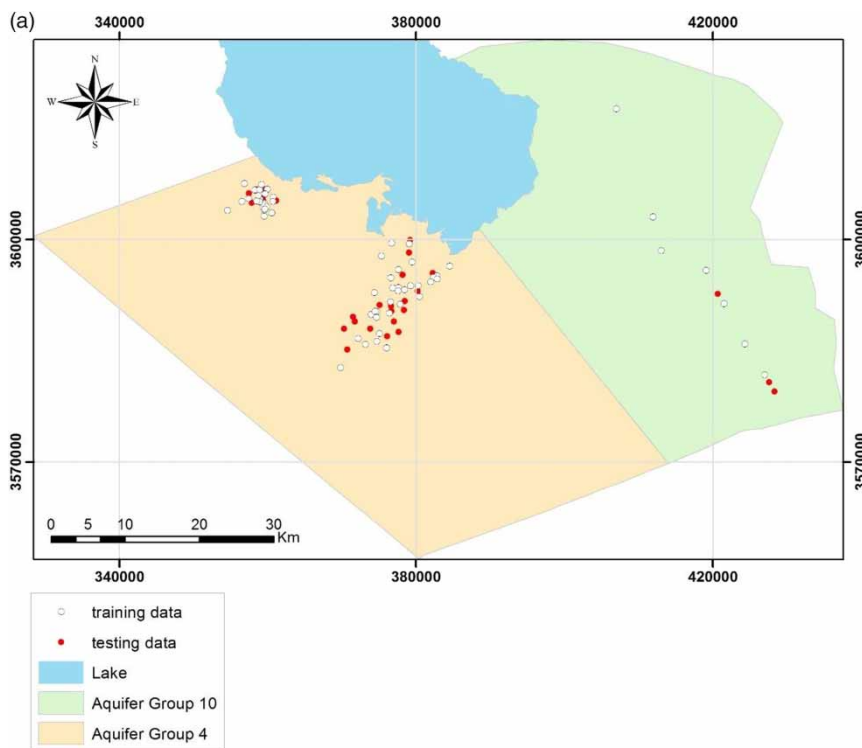 (a)
340000 380000 420000
N
W E
S
3600000 3600000
3570000 3570000
0 5 10 20 30
Km
340000 380000 420000
training data
testing data
Lake
Aquifer Group 10
Aquifer Group 4